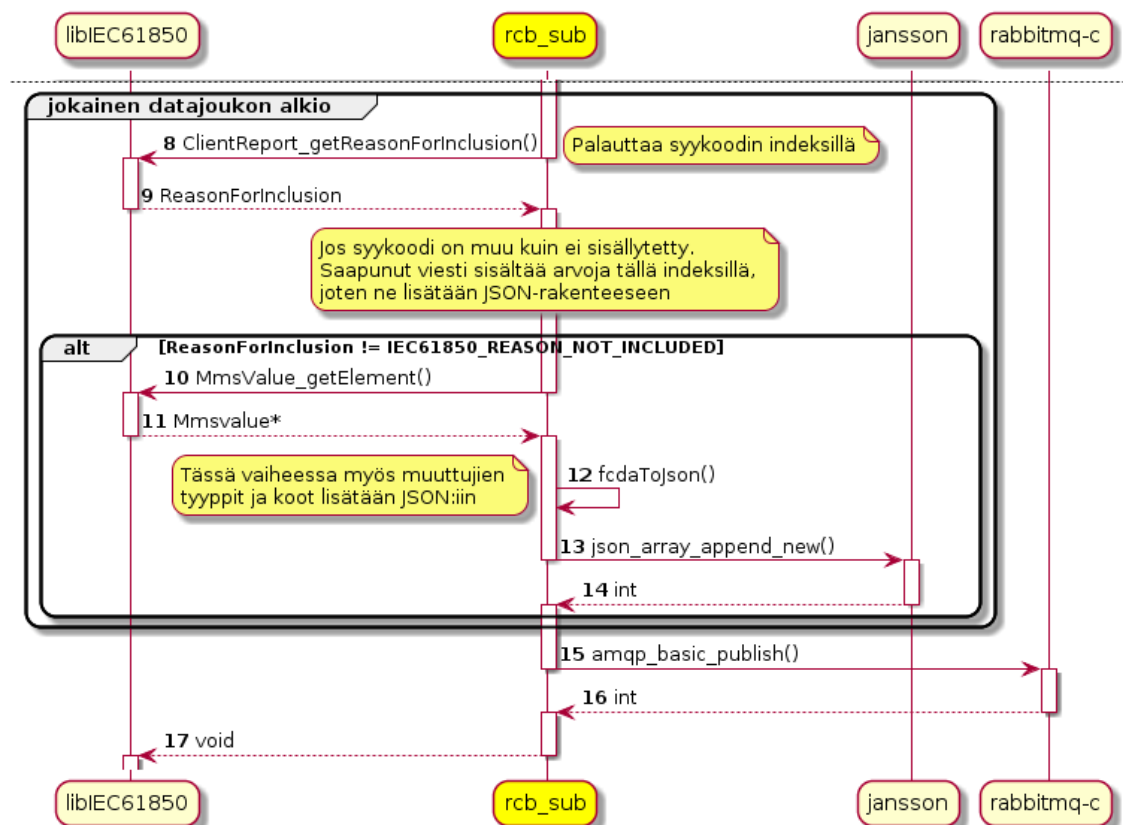 libIEC61850
rcb_sub
jansson
rabbitmq-c
jokainen datajoukon alkio
8 ClientReport_getReasonForInclusion()
Palauttaa syykoodin indeksillä
9 ReasonForInclusion
Jos syykoodi on muu kuin ei sisällytetty.
Saapunut viesti sisältää arvoja tällä indeksillä,
joten ne lisätään JSON-rakenteeseen
alt [ReasonForInclusion != IEC61850_REASON_NOT_INCLUDED]
10 MmsValue_getElement()
11 Mmsvalue*
Tässä vaiheessa myös muuttujien
tyyppit ja koot lisätään JSON:iin
12 fcdaToJson()
13 json_array_append_new()
14 int
15 amqp_basic_publish()
16 int
17 void
libIEC61850
rcb_sub
jansson
rabbitmq-c